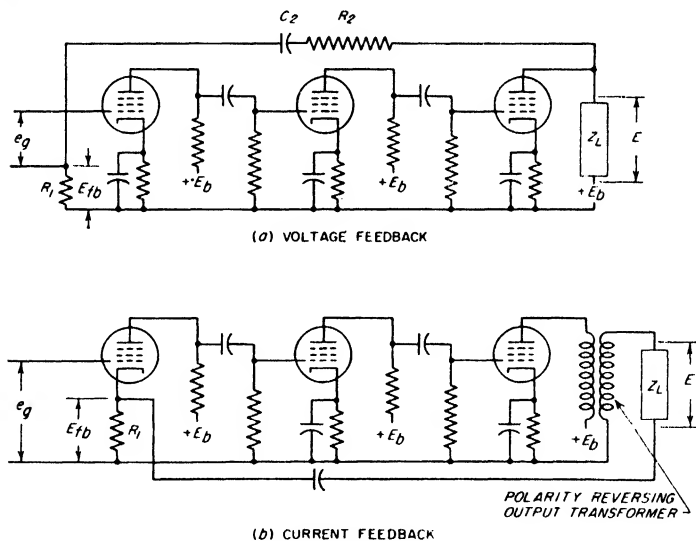 C2 R2
eg
R1
Efb
+Eb
+Eb
ZL
E
+Eb
(a) VOLTAGE FEEDBACK
eg
Efb
R1
+Eb
+Eb
+Eb
ZL
E
POLARITY REVERSING
OUTPUT TRANSFORMER
(b) CURRENT FEEDBACK